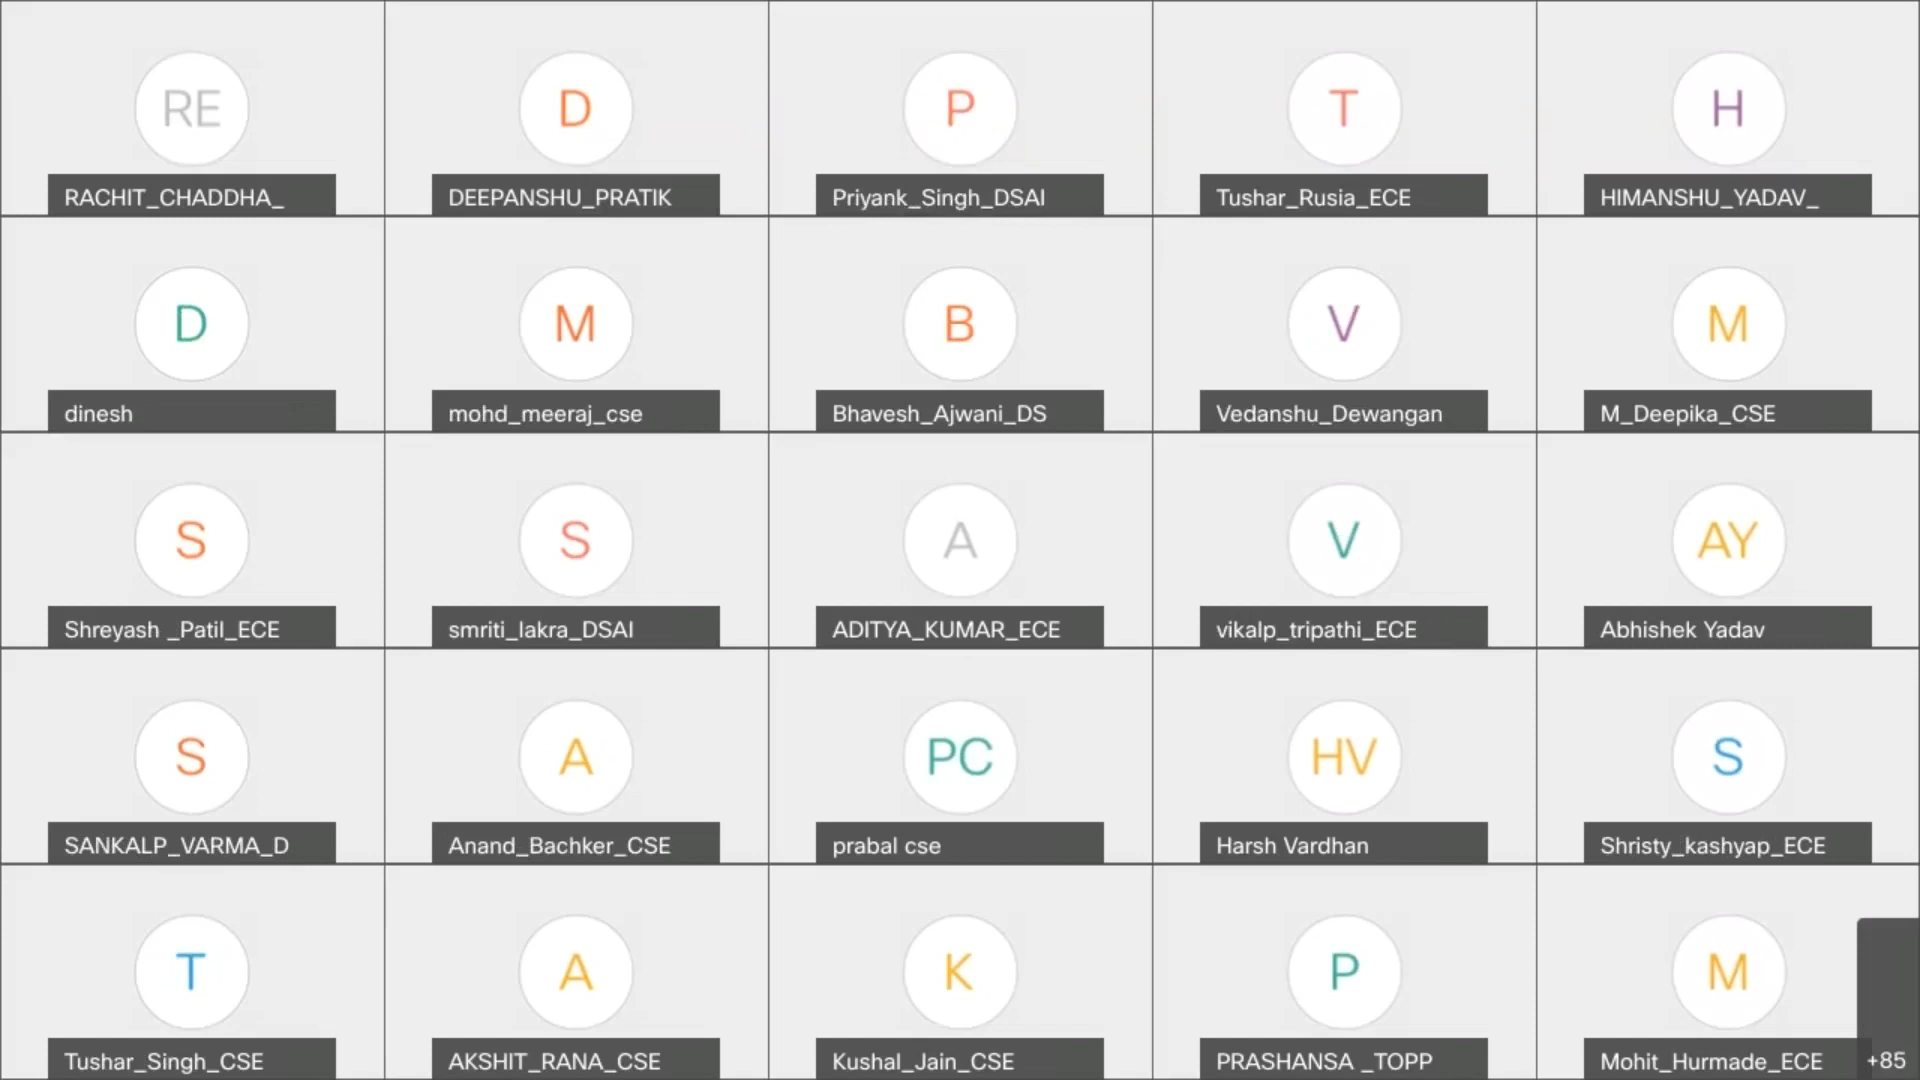 RE
RACHIT_CHADDHA_
D
DEEPANSHU_PRATIK
P
Priyank_Singh_DSAI
T
Tushar_Rusia_ECE
H
HIMANSHU_YADAV_
D
dinesh
M
mohd_meeraj_cse
B
Bhavesh_Ajwani_DS
V
Vedanshu_Dewangan
M
M_Deepika_CSE
S
Shreyash _Patil_ECE
S
smriti_lakra_DSAI
A
ADITYA_KUMAR_ECE
V
vikalp_tripathi_ECE
AY
Abhishek Yadav
S
SANKALP_VARMA_D
A
Anand_Bachker_CSE
PC
prabal cse
HV
Harsh Vardhan
S
Shristy_kashyap_ECE
T
Tushar_Singh_CSE
A
AKSHIT_RANA_CSE
K
Kushal_Jain_CSE
P
PRASHANSA _TOPP
M
Mohit_Hurmade_ECE
+85